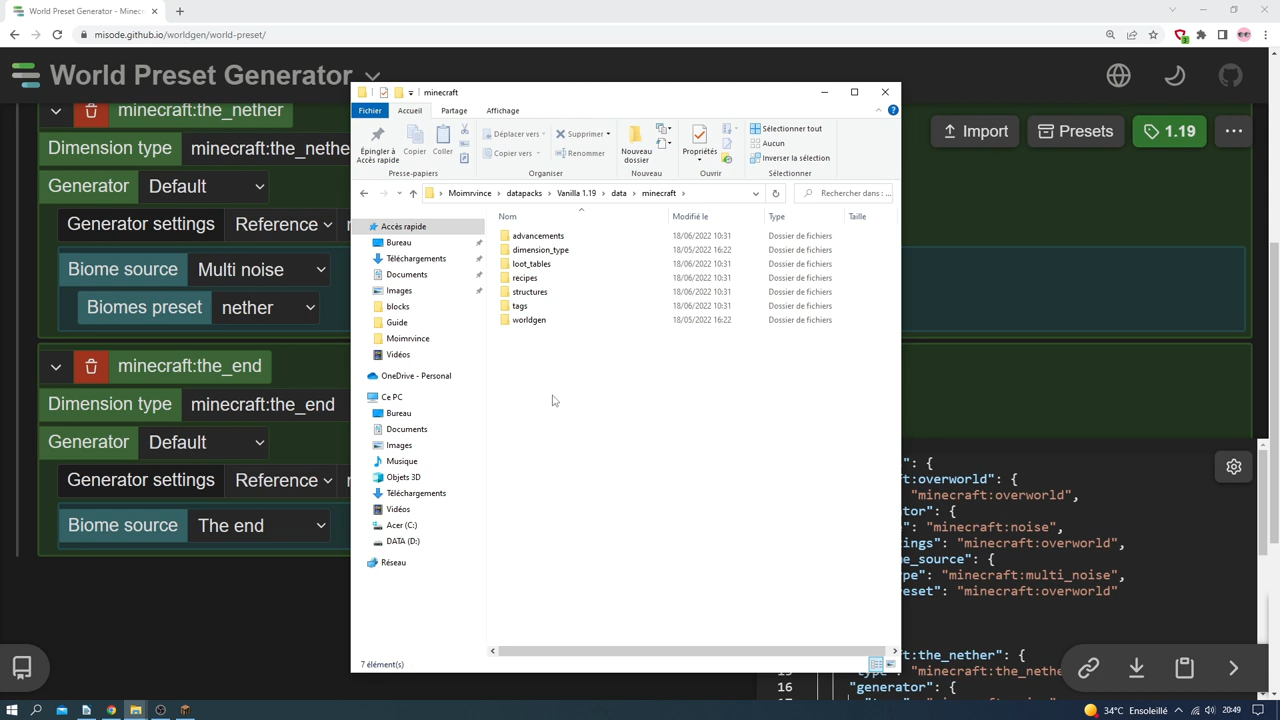 World Preset Generator - Minec
misode.github.io/worldgen/world-preset/
World Preset Generator
Import
Presets
1.19
minecraft:the_nether
Dimension type
minecraft:the_nethe
Generator
Default
Generator settings
Reference
Biome source
Multi noise
Bioms preset
nether
minecraft:the_end
Dimension type
minecraft:the_end
Generator
Default
Generator settings
Reference
Biome source
The end
minecraft
Fichier
Accueil
Partage
Affichage
Épingler à
Accès rapide
Copier
Coller
Déplacer vers
Copier vers
Supprimer
Renommer
Nouveau
dossier
Propriétés
Sélectionner tout
Aucun
Inverser la sélection
Presse-papiers
Organiser
Nouveau
Ouvrir
Sélectionner
Moimrvince
datapacks
Vanilla 1.19
data
minecraft
Rechercher dans : ...
Accès rapide
Bureau
Téléchargements
Documents
Images
blocks
Guide
Moimrvince
Vidéos
OneDrive - Personal
Ce PC
Bureau
Documents
Images
Musique
Objets 3D
Téléchargements
Vidéos
Acer (C:)
DATA (D:)
Réseau
Nom Modifié le Type Taille
advancements 18/06/2022 10:31 Dossier de fichiers
dimension_type 18/05/2022 16:22 Dossier de fichiers
loot_tables 18/06/2022 10:31 Dossier de fichiers
recipes 18/06/2022 10:31 Dossier de fichiers
structures 18/06/2022 10:31 Dossier de fichiers
tags 18/06/2022 10:31 Dossier de fichiers
worldgen 18/05/2022 16:22 Dossier de fichiers
7 élément(s)
": {
ft:overworld": {
"minecraft:overworld",
ator": {
": "minecraft:noise",
ings": "minecraft:overworld",
me_source": {
ype": "minecraft:multi_noise",
eset": "minecraft:overworld"
ft:the_nether": {
"type": "minecraft:the_nethe
16 "generator": {
34°C Ensoleillé
20:49